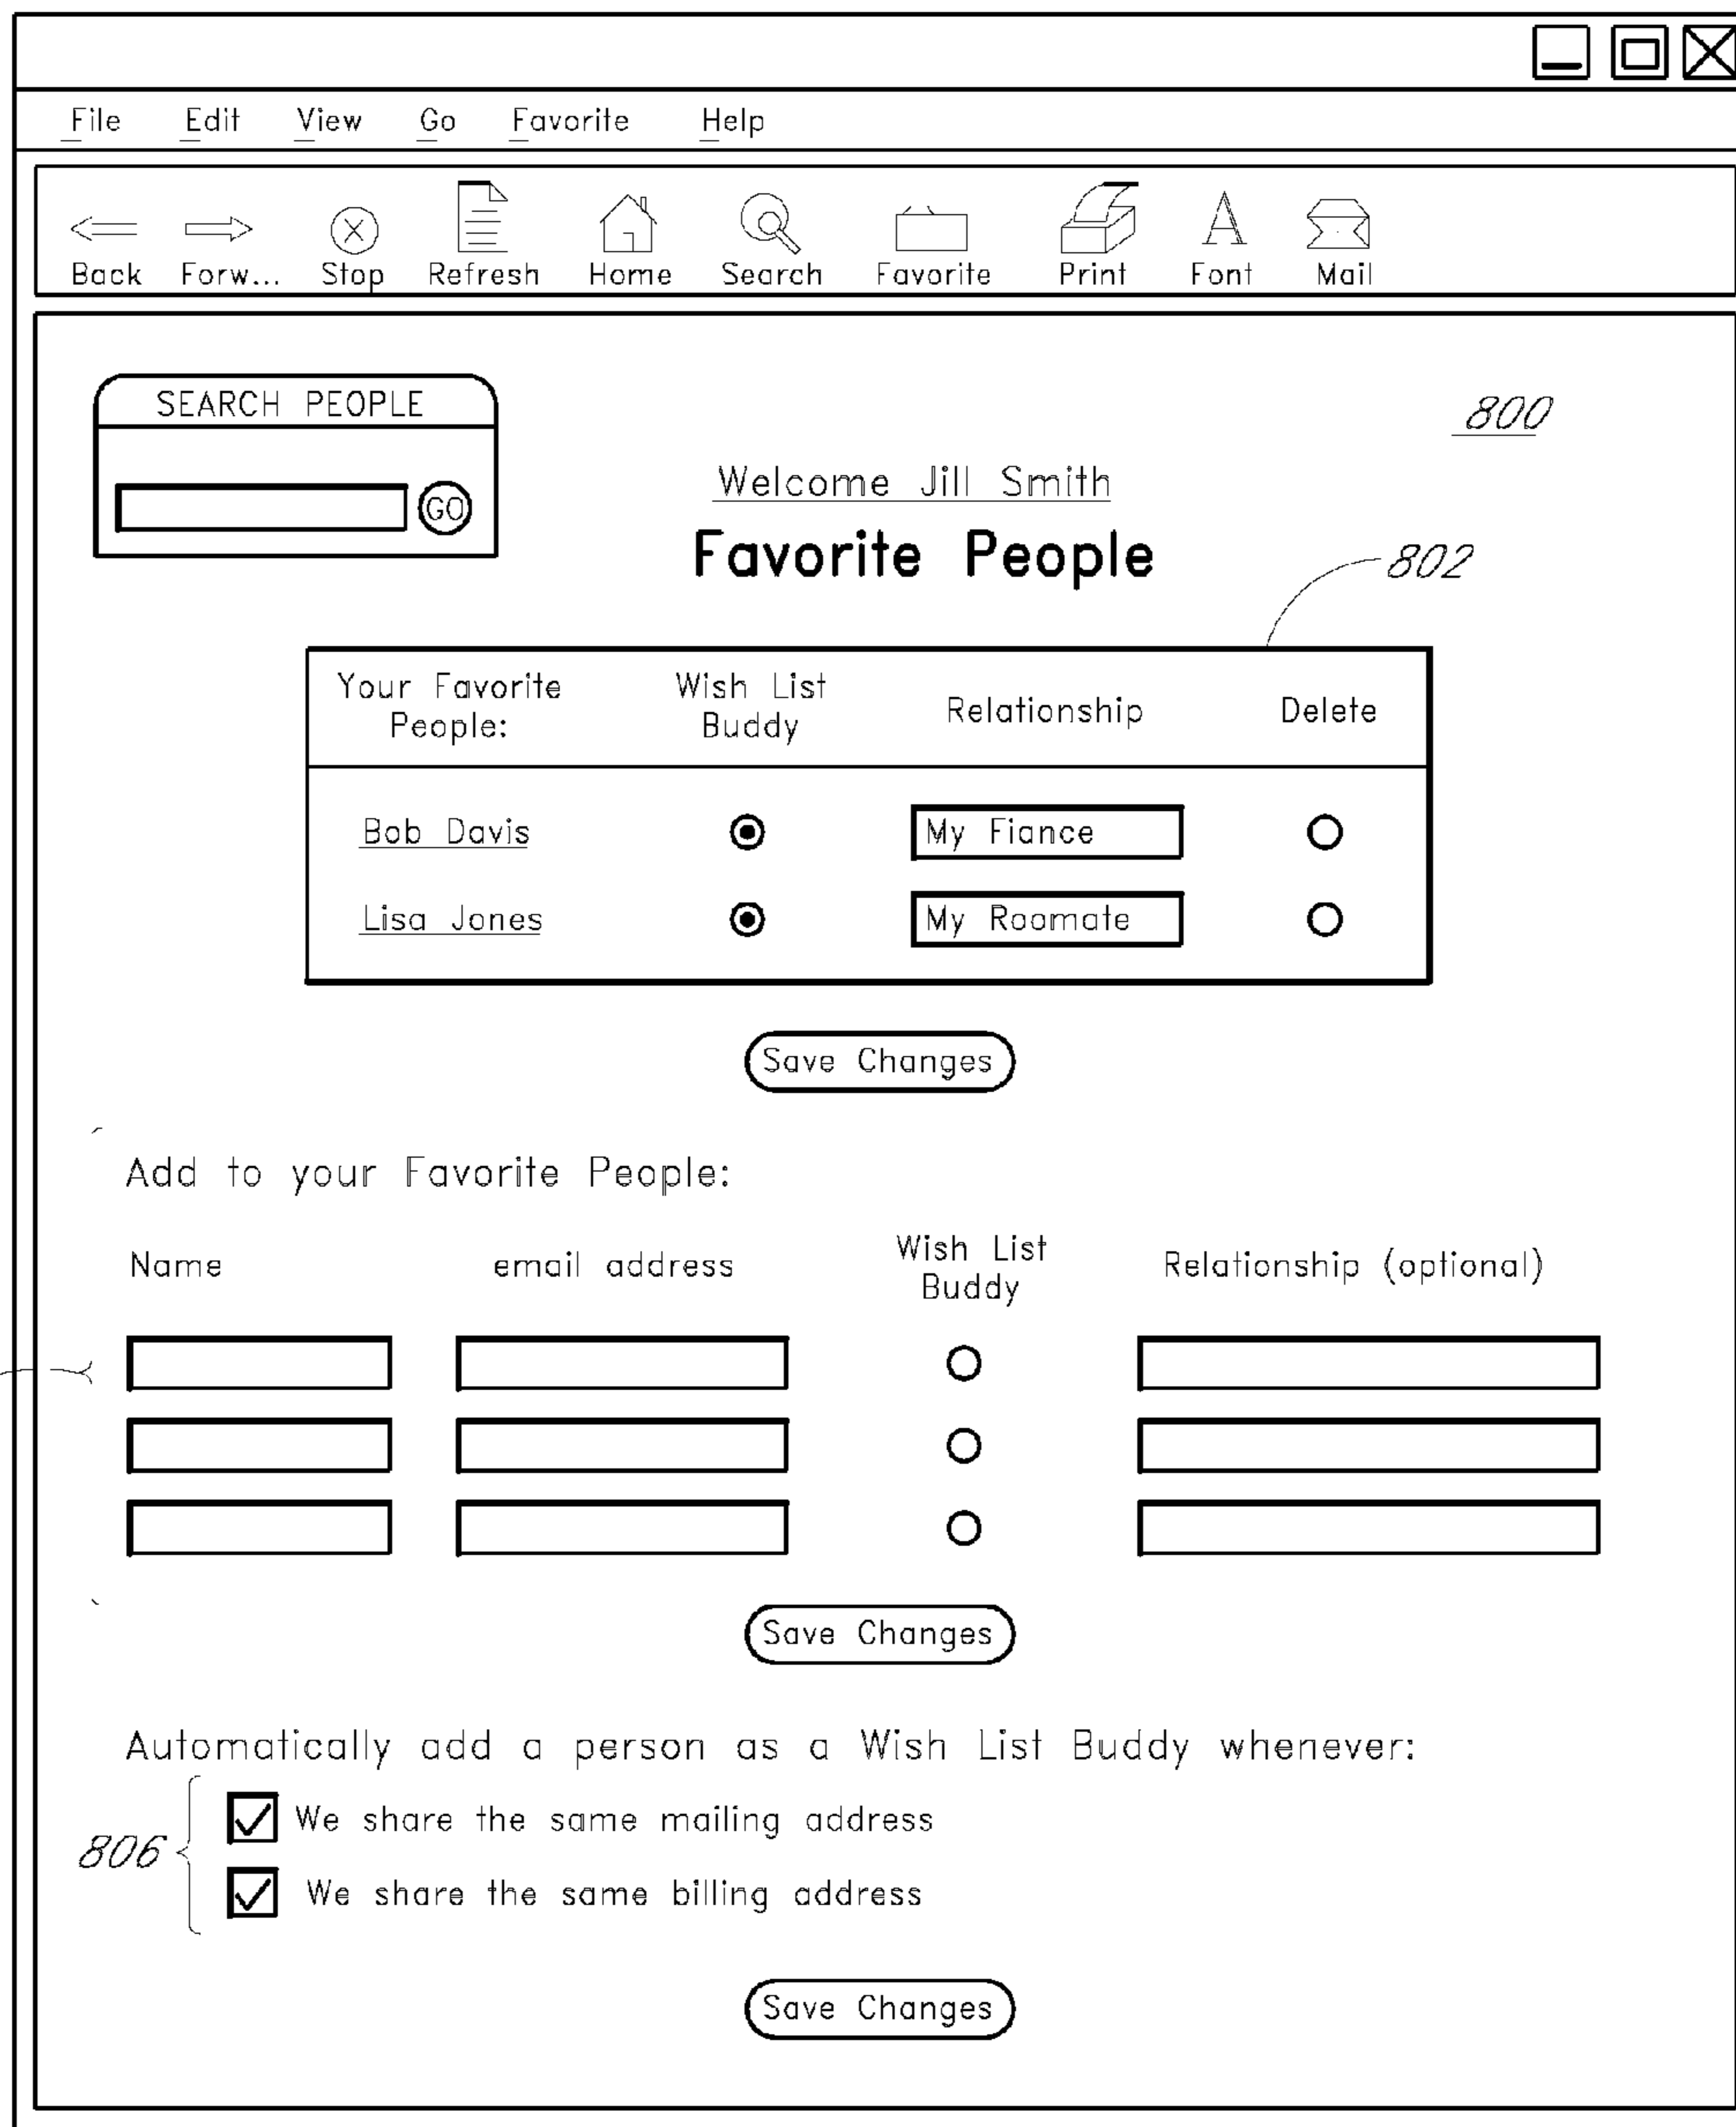 File Edit View Go Favorite Help
Back Forw... Stop Refresh Home Search Favorite Print Font Mail
SEARCH PEOPLE
GO
800
Welcome Jill Smith
Favorite People
802
Your Favorite People: Wish List Buddy Relationship Delete
Bob Davis My Fiance
Lisa Jones My Roomate
Save Changes
Add to your Favorite People:
Name email address Wish List Buddy Relationship (optional)
Save Changes
Automatically add a person as a Wish List Buddy whenever:
806
We share the same mailing address
We share the same billing address
Save Changes